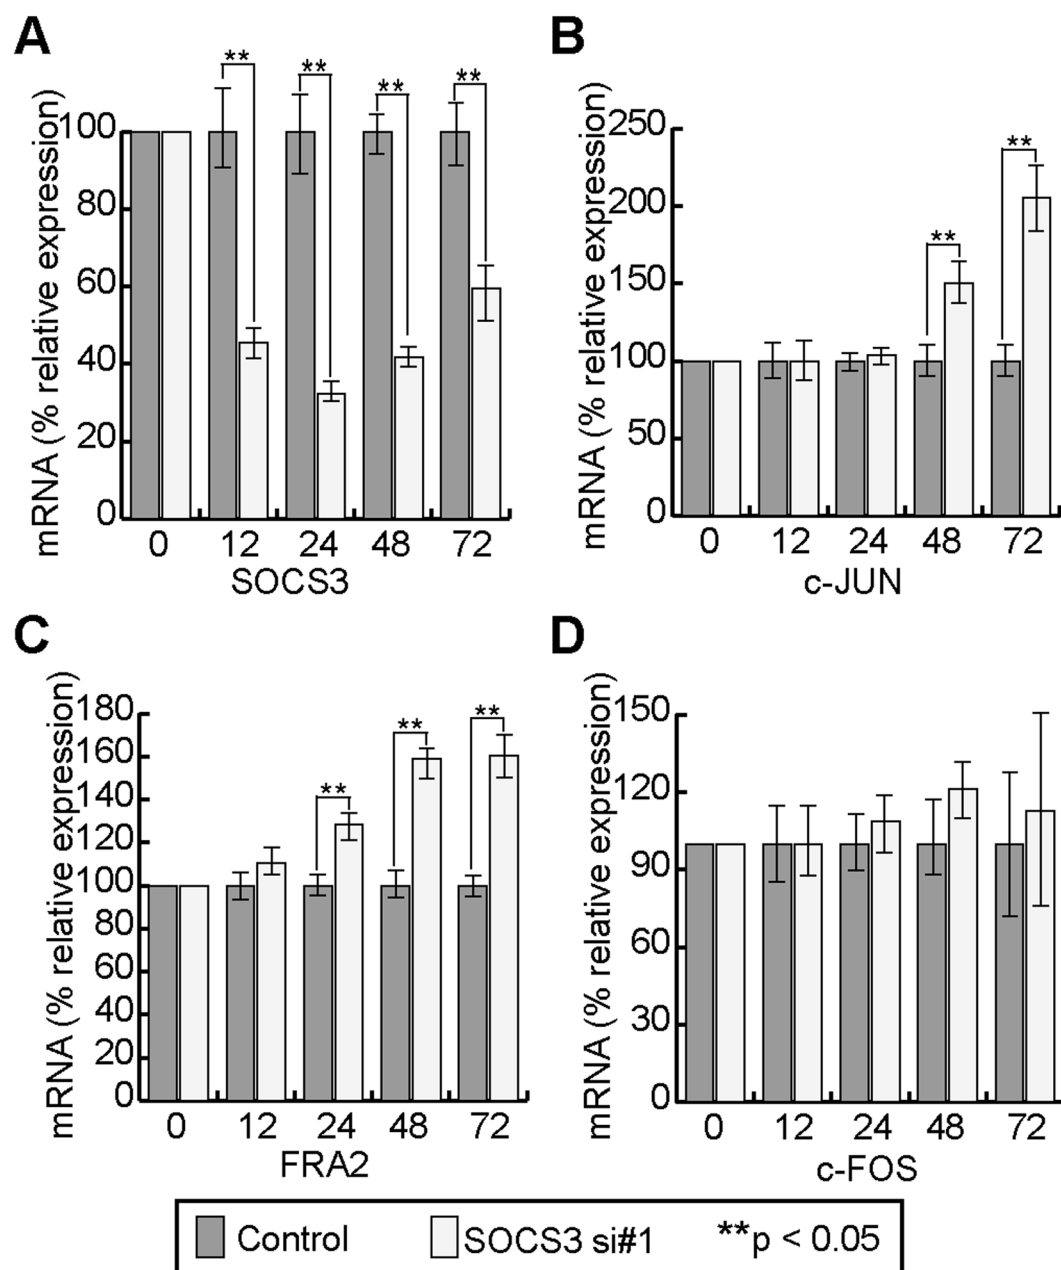 A
mRNA (% relative expression)
100
80
60
40
20
0
** ** ** **
0 12 24 48 72
SOCS3
B
mRNA (% relative expression)
250
200
150
100
50
0
** **
0 12 24 48 72
c-JUN
C
mRNA (% relative expression)
180
160
140
120
100
80
60
40
20
0
** ** **
0 12 24 48 72
FRA2
D
mRNA (% relative expression)
150
120
90
60
30
0
0 12 24 48 72
c-FOS
Control SOCS3 si#1 **p < 0.05